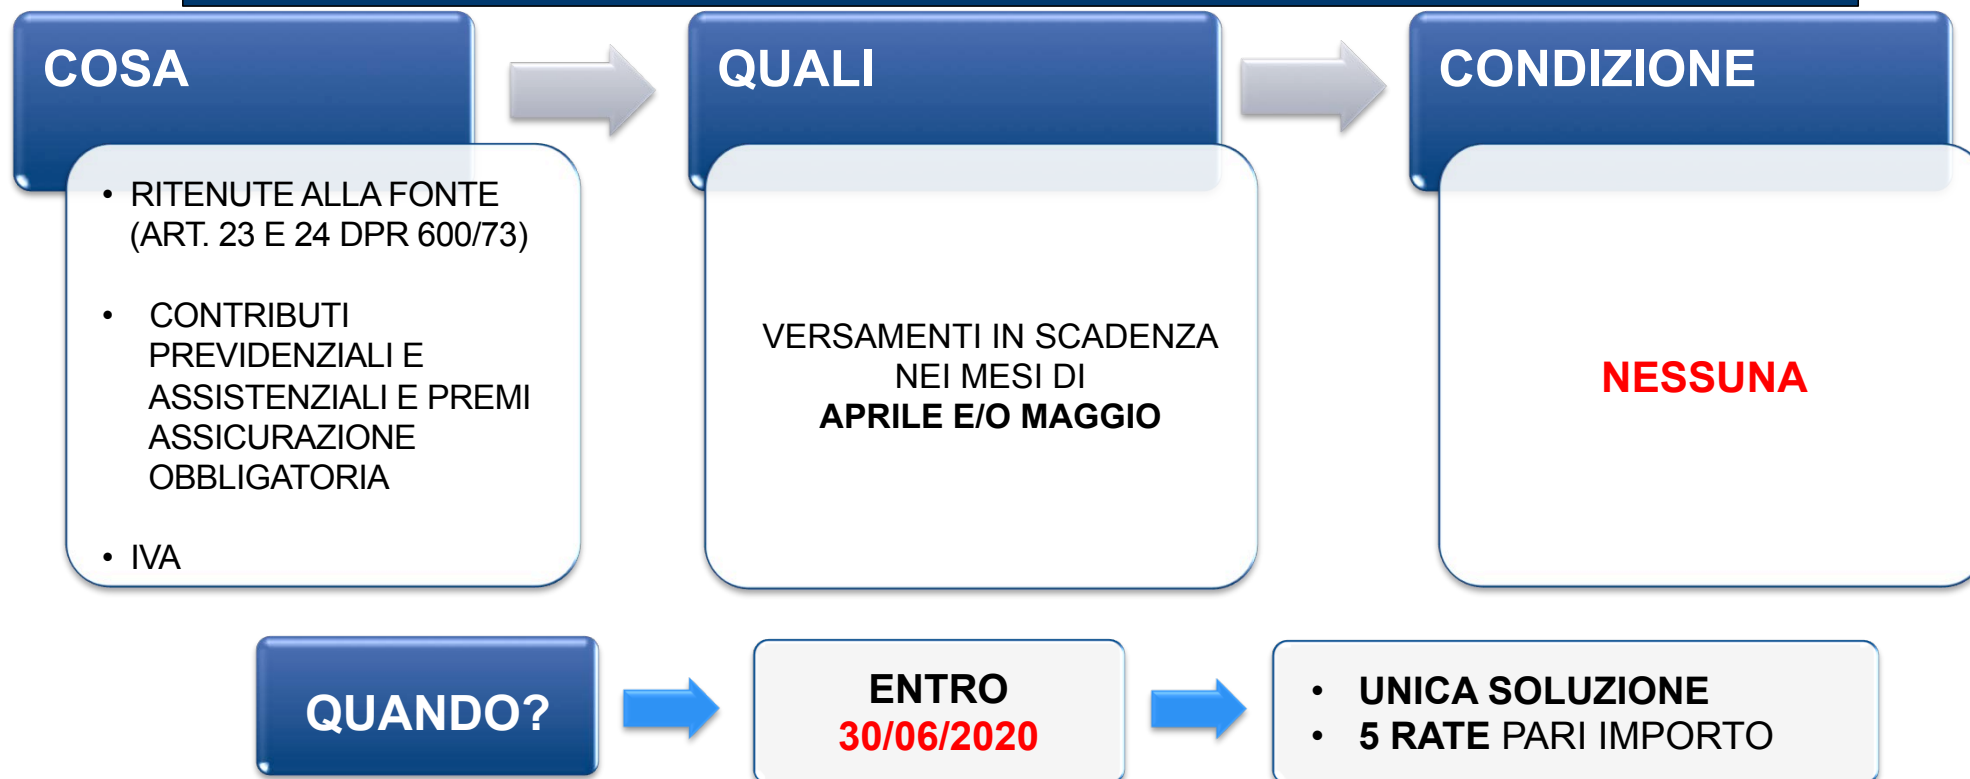 COSA
• RITENUTE ALLA FONTE
(ART. 23 E 24 DPR 600/73)
• CONTRIBUTI
PREVIDENZIALI E
ASSISTENZIALI E PREMI
ASSICURAZIONE
OBBLIGATORIA
• IVA
QUALI
VERSAMENTI IN SCADENZA
NEI MESI DI
APRILE E/O MAGGIO
CONDIZIONE
NESSUNA
QUANDO?
ENTRO
30/06/2020
• UNICA SOLUZIONE
• 5 RATE PARI IMPORTO